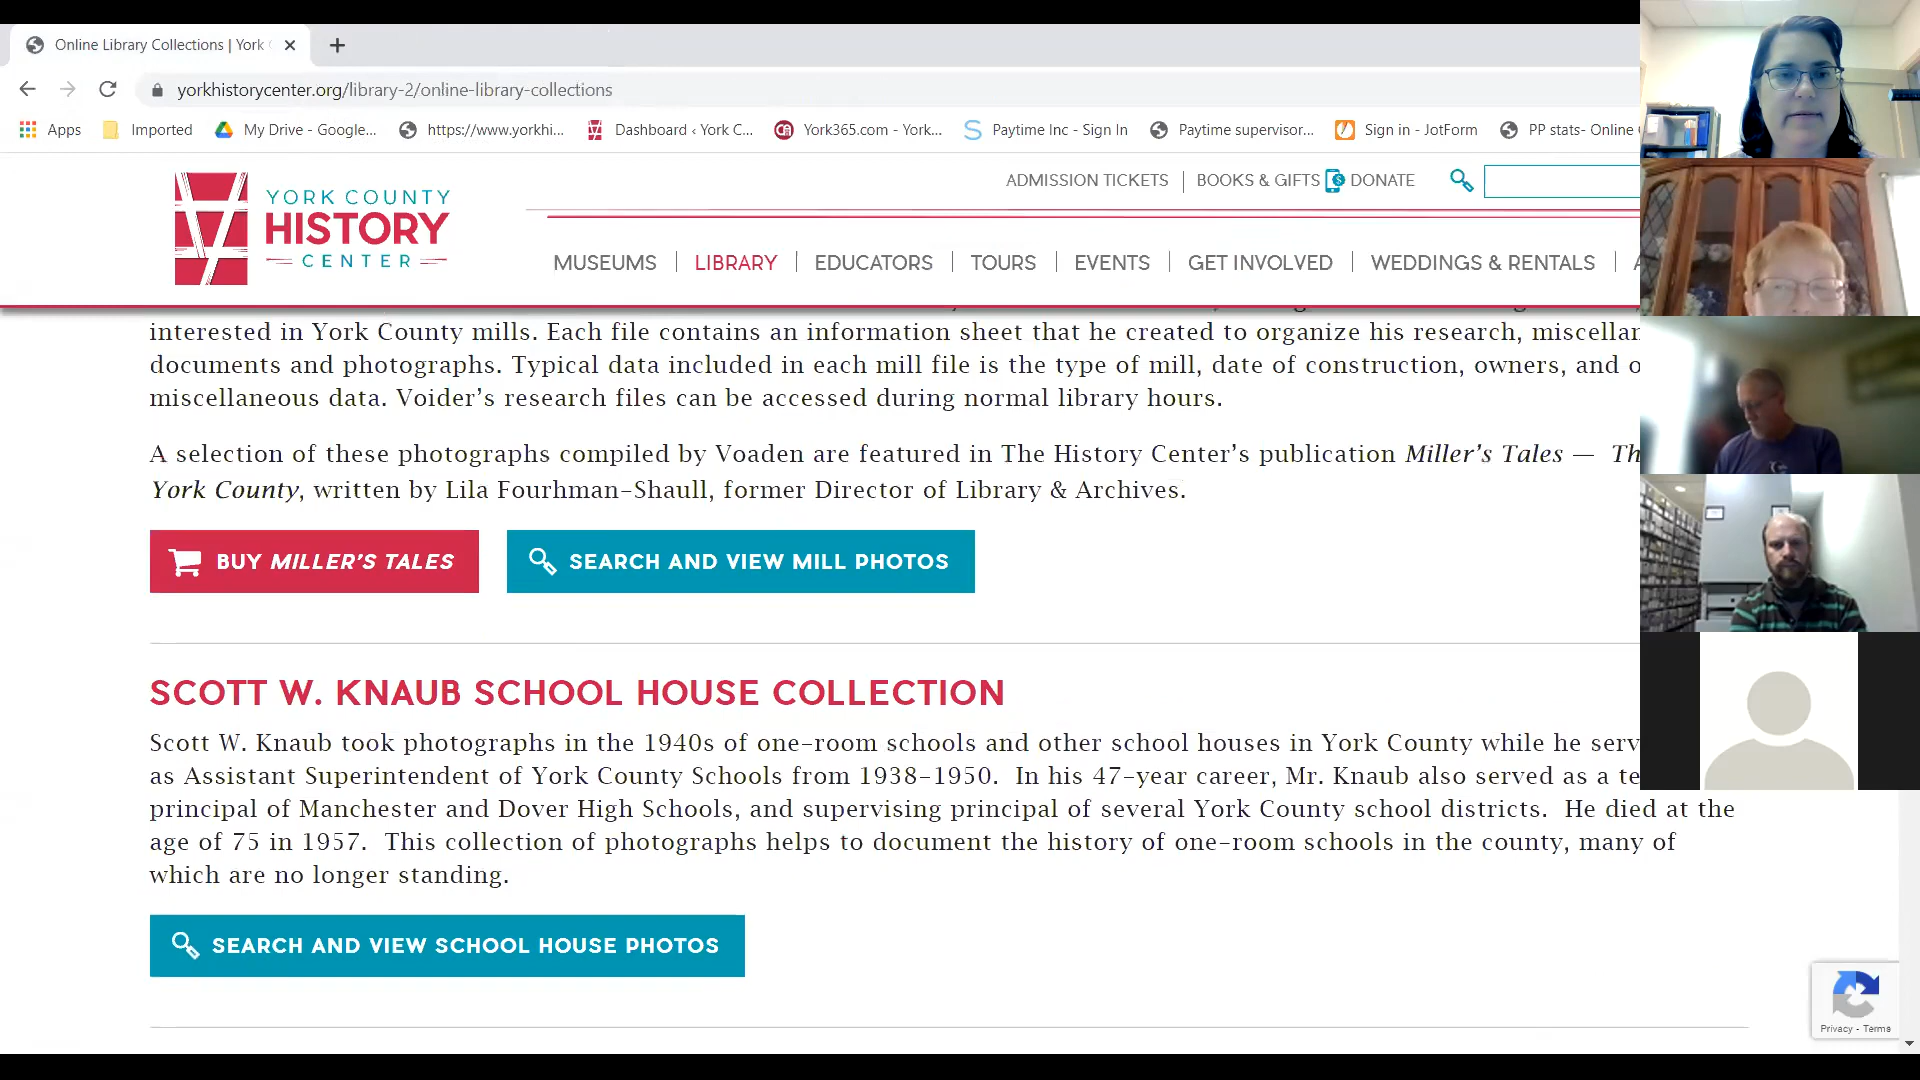 Online Library Collections | York
yorkhistorycenter.org/library-2/online-library-collections
Apps Imported My Drive - Google... https://www.yorkhi... Dashboard ‹ York C... York365.com - York... Paytime Inc - Sign In Paytime supervisor... Sign in - JotForm PP stats- Online
ADMISSION TICKETS BOOKS & GIFTS DONATE
YORK COUNTY
HISTORY
CENTER
MUSEUMS LIBRARY EDUCATORS TOURS EVENTS GET INVOLVED WEDDINGS & RENTALS
interested in York County mills. Each file contains an information sheet that he created to organize his research, miscellan
documents and photographs. Typical data included in each mill file is the type of mill, date of construction, owners, and o
miscellaneous data. Voider's research files can be accessed during normal library hours.
A selection of these photographs compiled by Voaden are featured in The History Center's publication Miller's Tales — Th
York County, written by Lila Fourhman-Shaull, former Director of Library & Archives.
BUY MILLER'S TALES SEARCH AND VIEW MILL PHOTOS
SCOTT W. KNAUB SCHOOL HOUSE COLLECTION
Scott W. Knaub took photographs in the 1940s of one-room schools and other school houses in York County while he serv
as Assistant Superintendent of York County Schools from 1938-1950. In his 47-year career, Mr. Knaub also served as a te
principal of Manchester and Dover High Schools, and supervising principal of several York County school districts. He died at the
age of 75 in 1957. This collection of photographs helps to document the history of one-room schools in the county, many of
which are no longer standing.
SEARCH AND VIEW SCHOOL HOUSE PHOTOS
Privacy - Terms